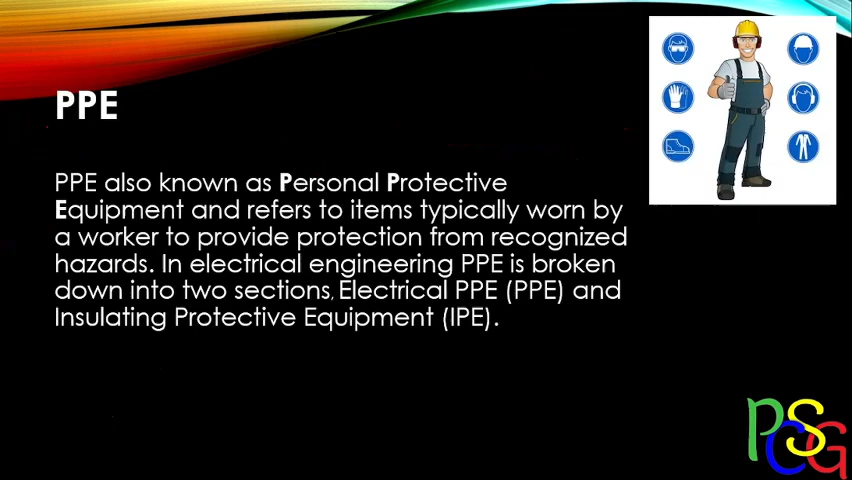 PPE
PPE also known as Personal Protective
Equipment and refers to items typically worn by
a worker to provide protection from recognized
hazards. In electrical engineering PPE is broken
down into two sections, Electrical PPE (PPE) and
Insulating Protective Equipment (IPE).
PCSG